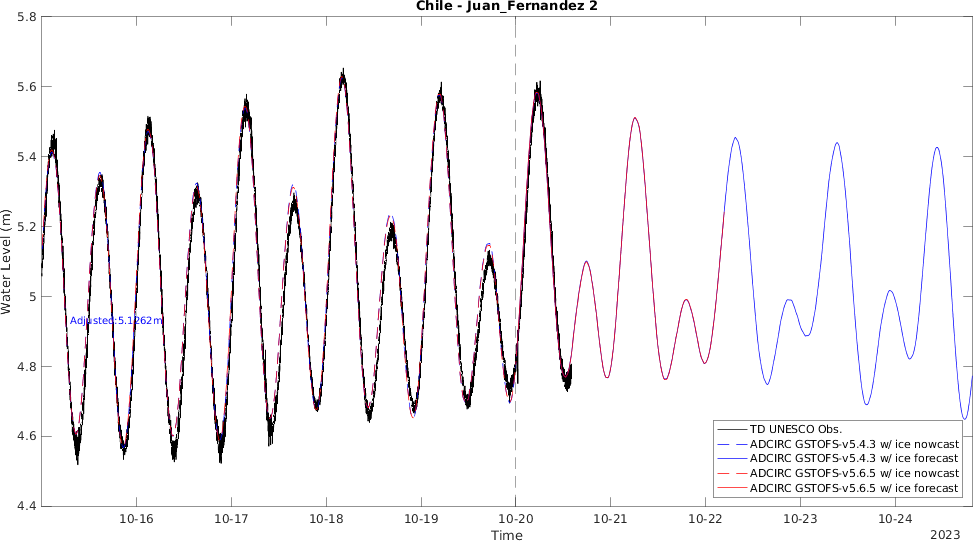 Chile - Juan_Fernandez 2
5.8
5.6
5.4
5.2
5
4.8
4.6
4.4
Water Level (m)
Adjusted:5.1262m
TD UNESCO Obs.
ADCIRC GSTOFS-v5.4.3 w/ ice nowcast
ADCIRC GSTOFS-v5.4.3 w/ ice forecast
ADCIRC GSTOFS-v5.6.5 w/ ice nowcast
ADCIRC GSTOFS-v5.6.5 w/ ice forecast
10-16 10-17 10-18 10-19 10-20 10-21 10-22 10-23 10-24
Time
2023